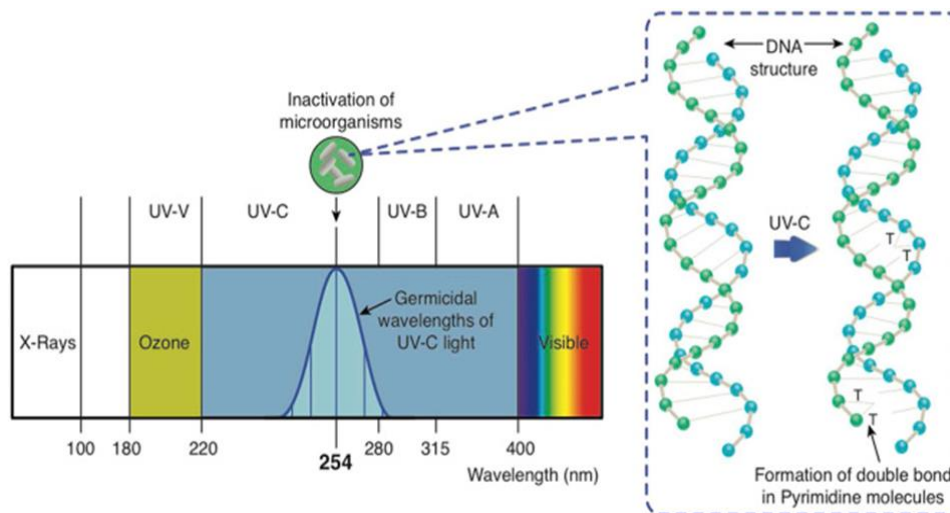 Inactivation of
microorganisms
UV-V
UV-C
UV-B
UV-A
X-Rays
Ozone
Germicidal
wavelengths of
UV-C light
Visible
100
180
220
254
280
315
400
Wavelength (nm)
DNA
structure
UV-C
T
T
T
T
Formation of double bond
in Pyrimidine molecules